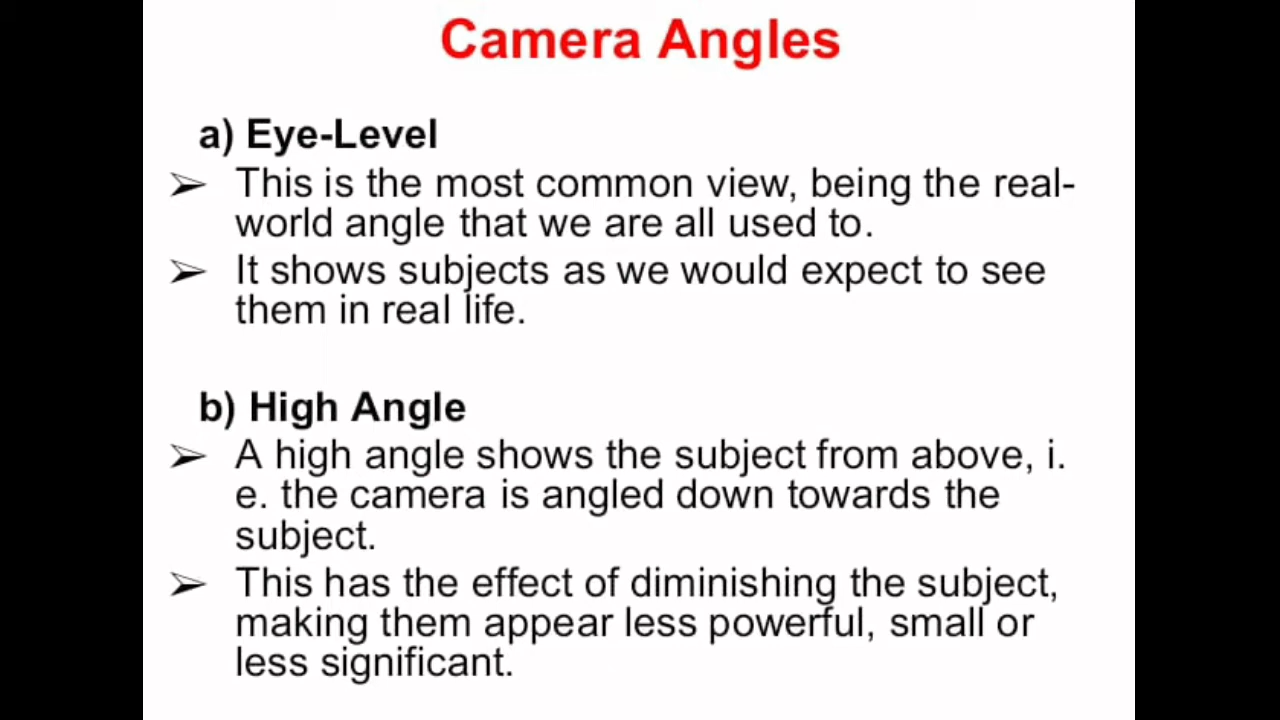 Camera Angles
a) Eye-Level
➢ This is the most common view, being the real-
world angle that we are all used to.
➢ It shows subjects as we would expect to see
them in real life.
b) High Angle
➢ A high angle shows the subject from above, i.
e. the camera is angled down towards the
subject.
➢ This has the effect of diminishing the subject,
making them appear less powerful, small or
less significant.